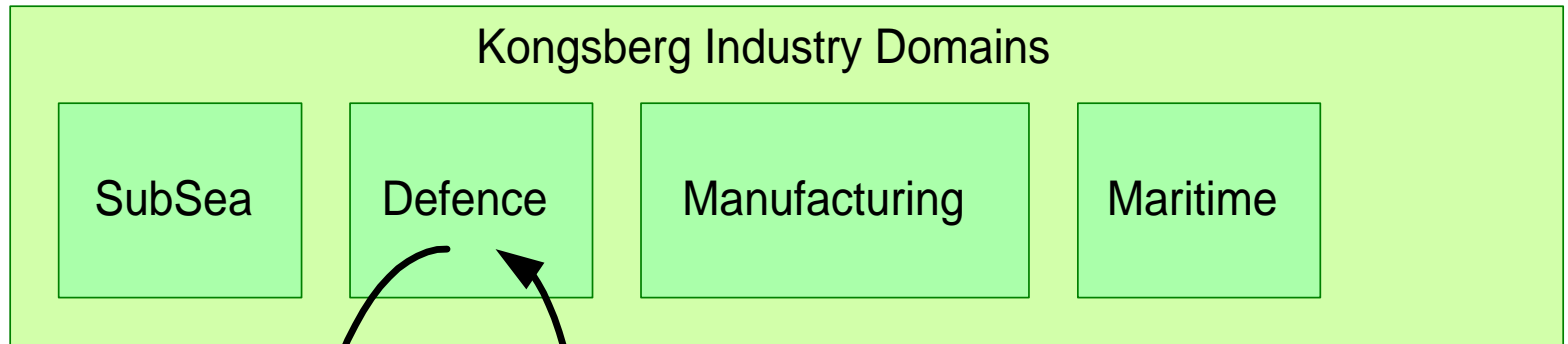 Kongsberg Industry Domains
SubSea
Defence
Manufacturing
Maritime